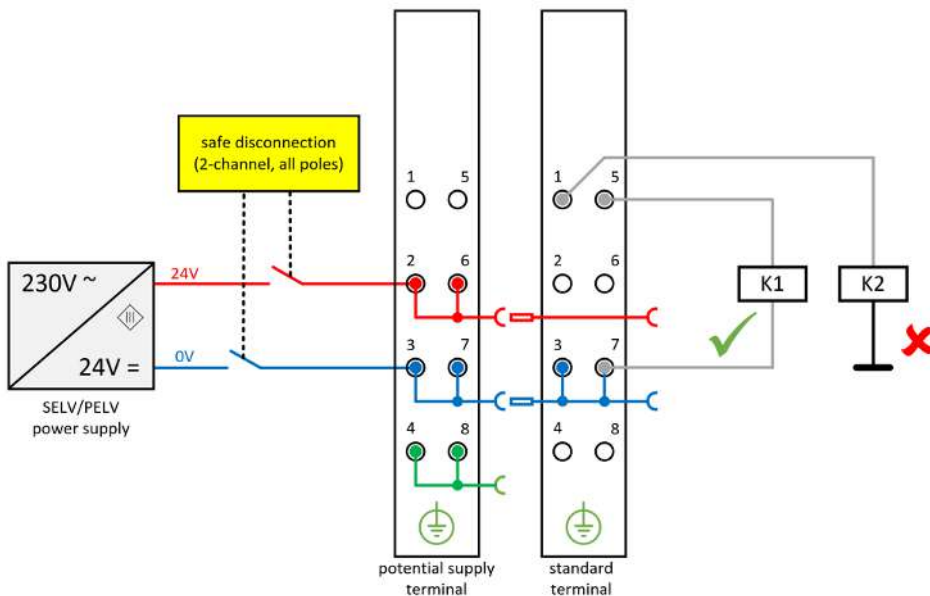 safe disconnection
(2-channel, all poles)
230V ~
III
24V =
SELV/PELV
power supply
24V
0V
1 5
2 6
3 7
4 8
potential supply
terminal
1 5
2 6
3 7
4 8
standard
terminal
K1
K2